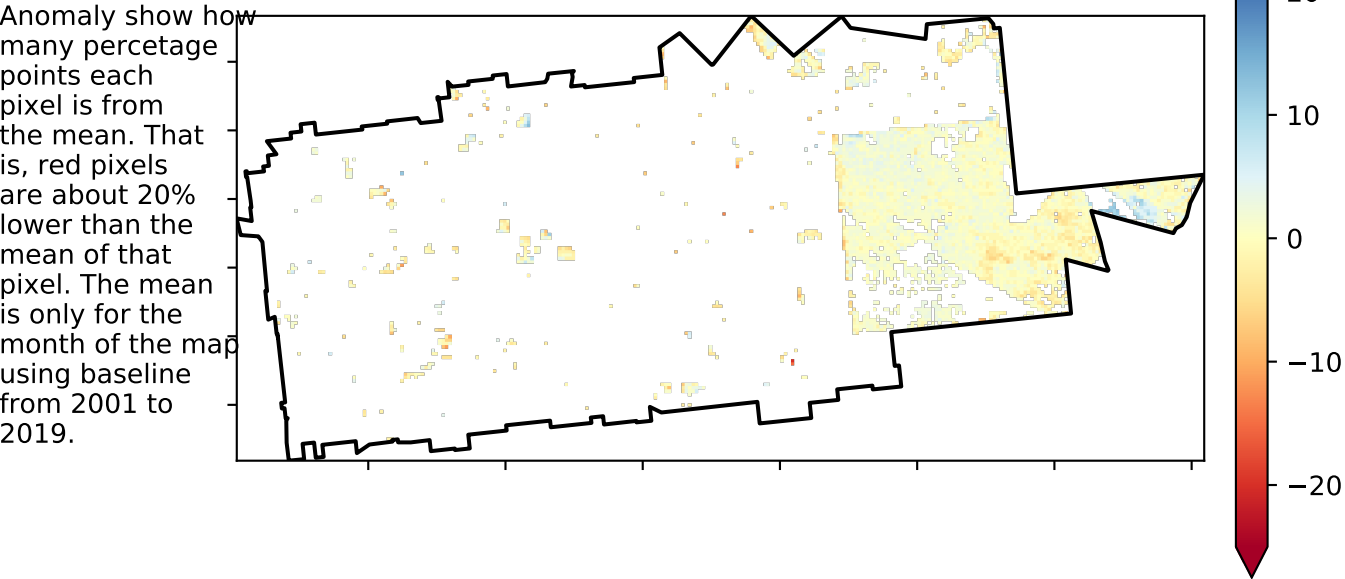 Anomaly show how
many percetage
points each
pixel is from
the mean. That
is, red pixels
are about 20%
lower than the
mean of that
pixel. The mean
is only for the
month of the map
using baseline
from 2001 to
2019.
10
0
−10
−20